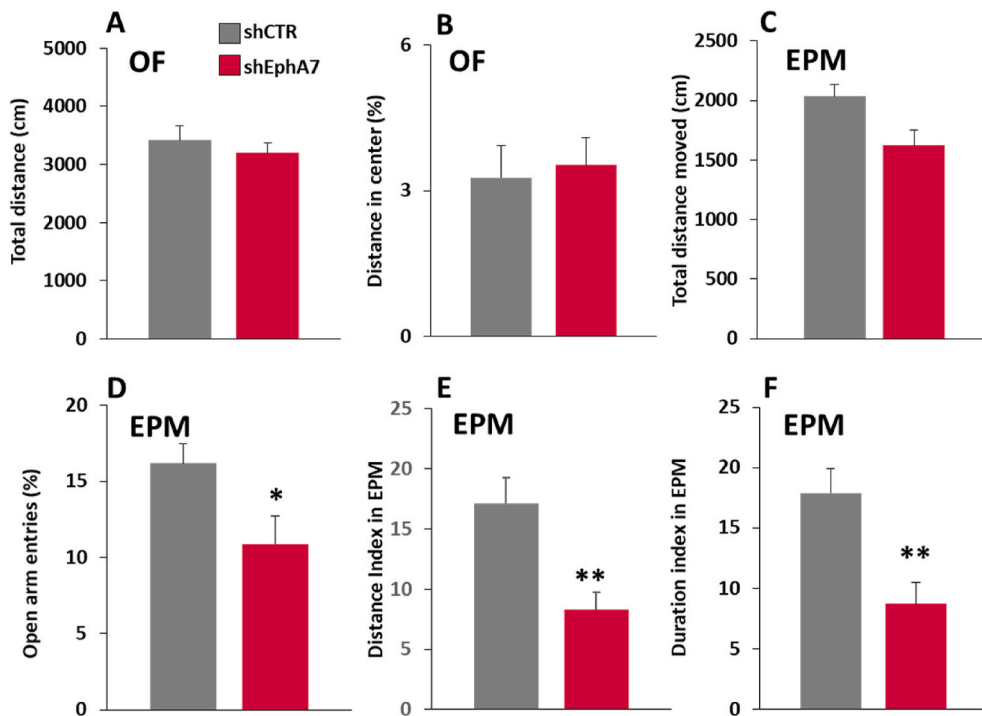 A
shCTR
shEphA7
OF
Total distance (cm)
5000
4000
3000
2000
1000
0
B
OF
Distance in center (%)
6
3
0
C
EPM
Total distance moved (cm)
2500
2000
1500
1000
500
0
D
EPM
Open arm entries (%)
20
15
10
5
0
*
E
EPM
Distance Index in EPM
25
20
15
10
5
0
**
F
EPM
Duration index in EPM
25
20
15
10
5
0
**